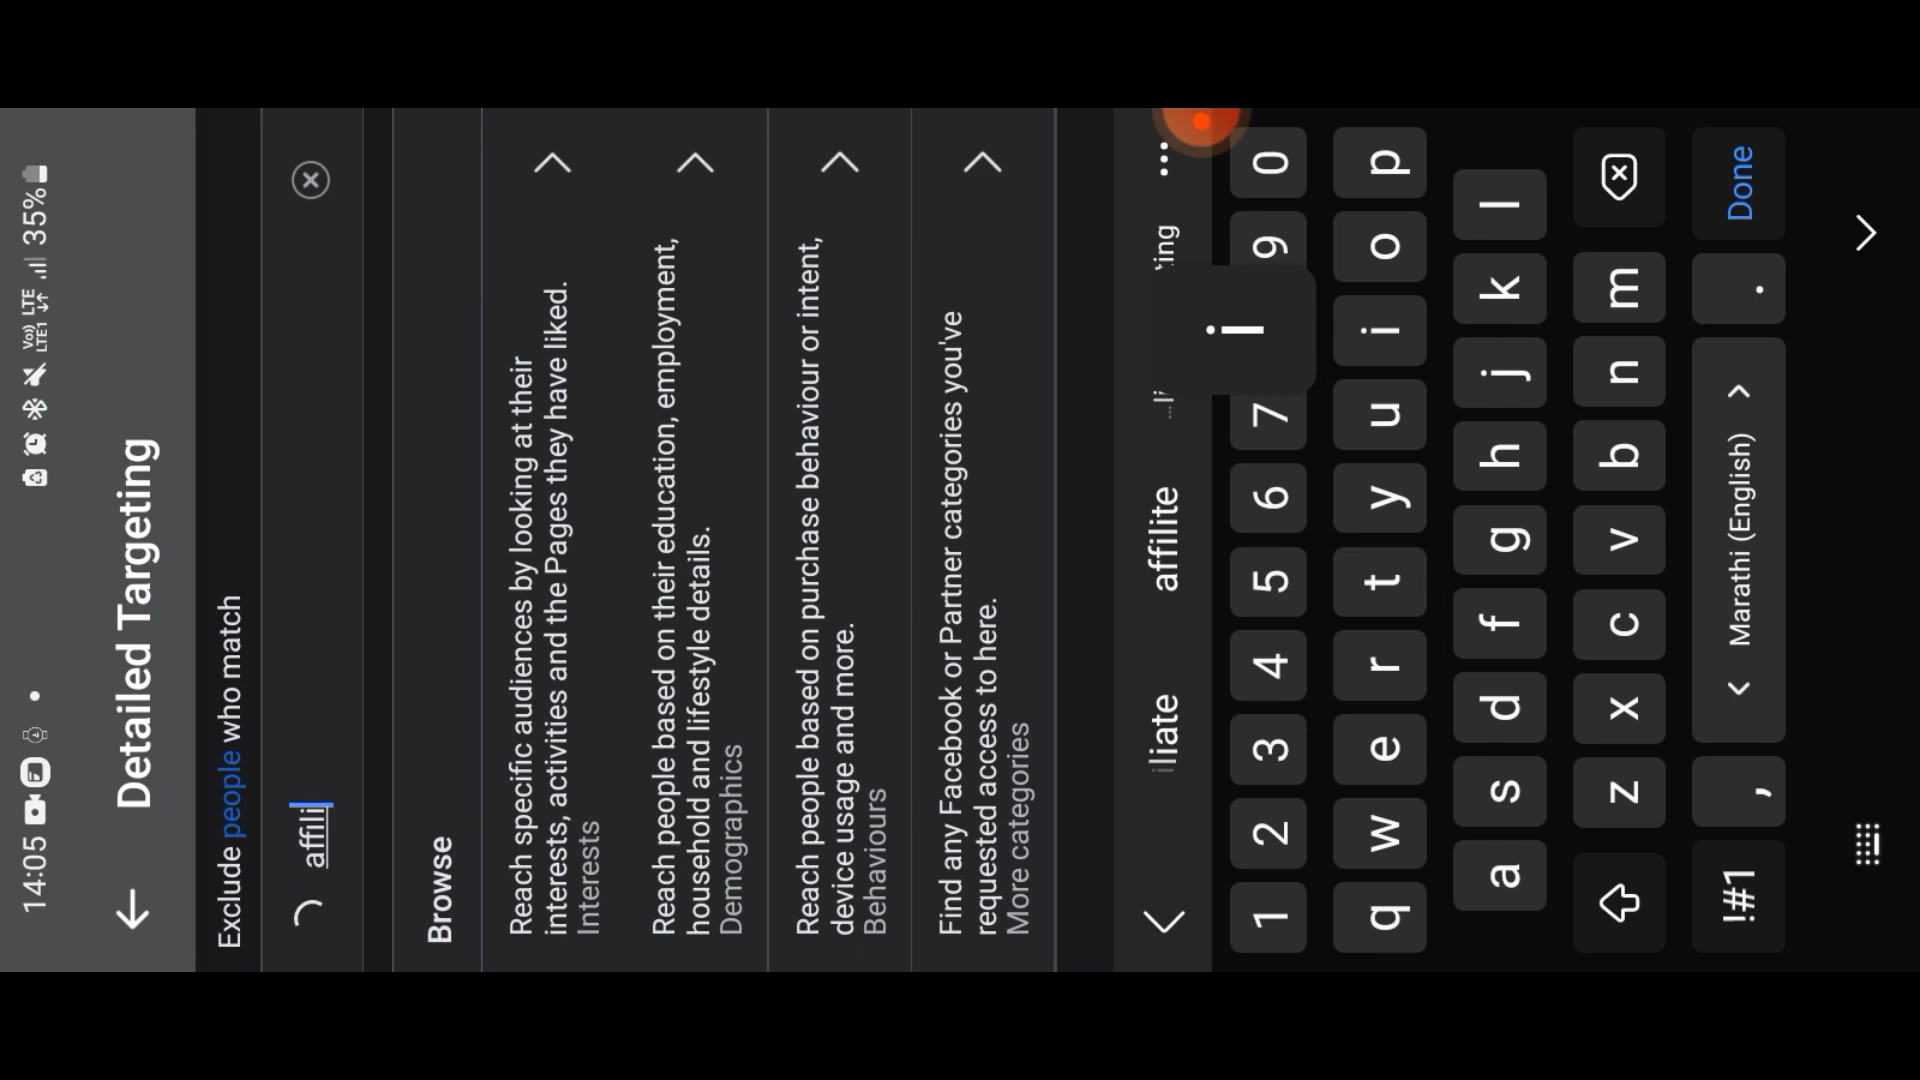 14:05
Vo)) LTE
LTE1
35%
Detailed Targeting
Exclude people who match
affili
Browse
Reach specific audiences by looking at their
interests, activities and the Pages they have liked.
Interests
Reach people based on their education, employment,
household and lifestyle details.
Demographics
Reach people based on purchase behaviour or intent,
device usage and more.
Behaviours
Find any Facebook or Partner categories you've
requested access to here.
More categories
iliate affilite
i
1 2 3 4 5 6 7 9 0
q w e r t y u i o p
a s d f g h j k l
z x c v b n m
!#1 , < Marathi (English) > . Done